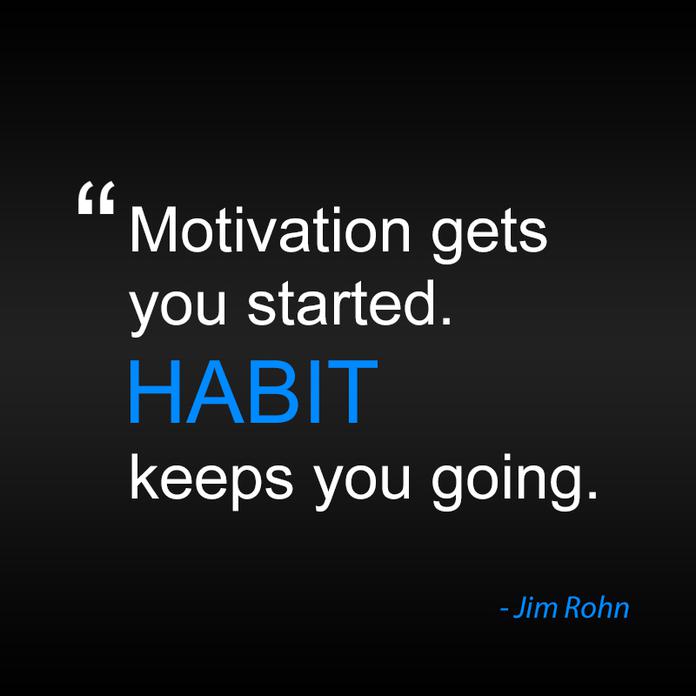 “ Motivation gets
you started.
HABIT
keeps you going.
- Jim Rohn